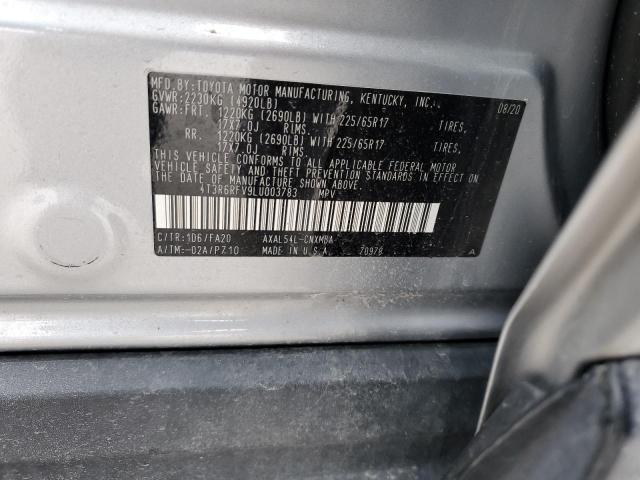 MFD.BY:TOYOTA MOTOR MANUFACTURING, KENTUCKY, INC. 08/20
GVWR:2230KG (4920LB)
GAWR:FRT. 1220KG (2690LB) WITH 225/65R17 TIRES,
17X7.0J RIMS.
RR. 1220KG (2690LB) WITH 225/65R17 TIRES,
17X7.0J RIMS.
THIS VEHICLE CONFORMS TO ALL APPLICABLE FEDERAL MOTOR
VEHICLE SAFETY AND THEFT PREVENTION STANDARDS IN EFFECT ON
THE DATE OF MANUFACTURE SHOWN ABOVE.
4T3R6RFV9LU003783 MPV
C/TR:1D6/FA20 AXAL54L-CNXMBA
A/TM:-02A/P710 MADE IN U.S.A. 70978 A